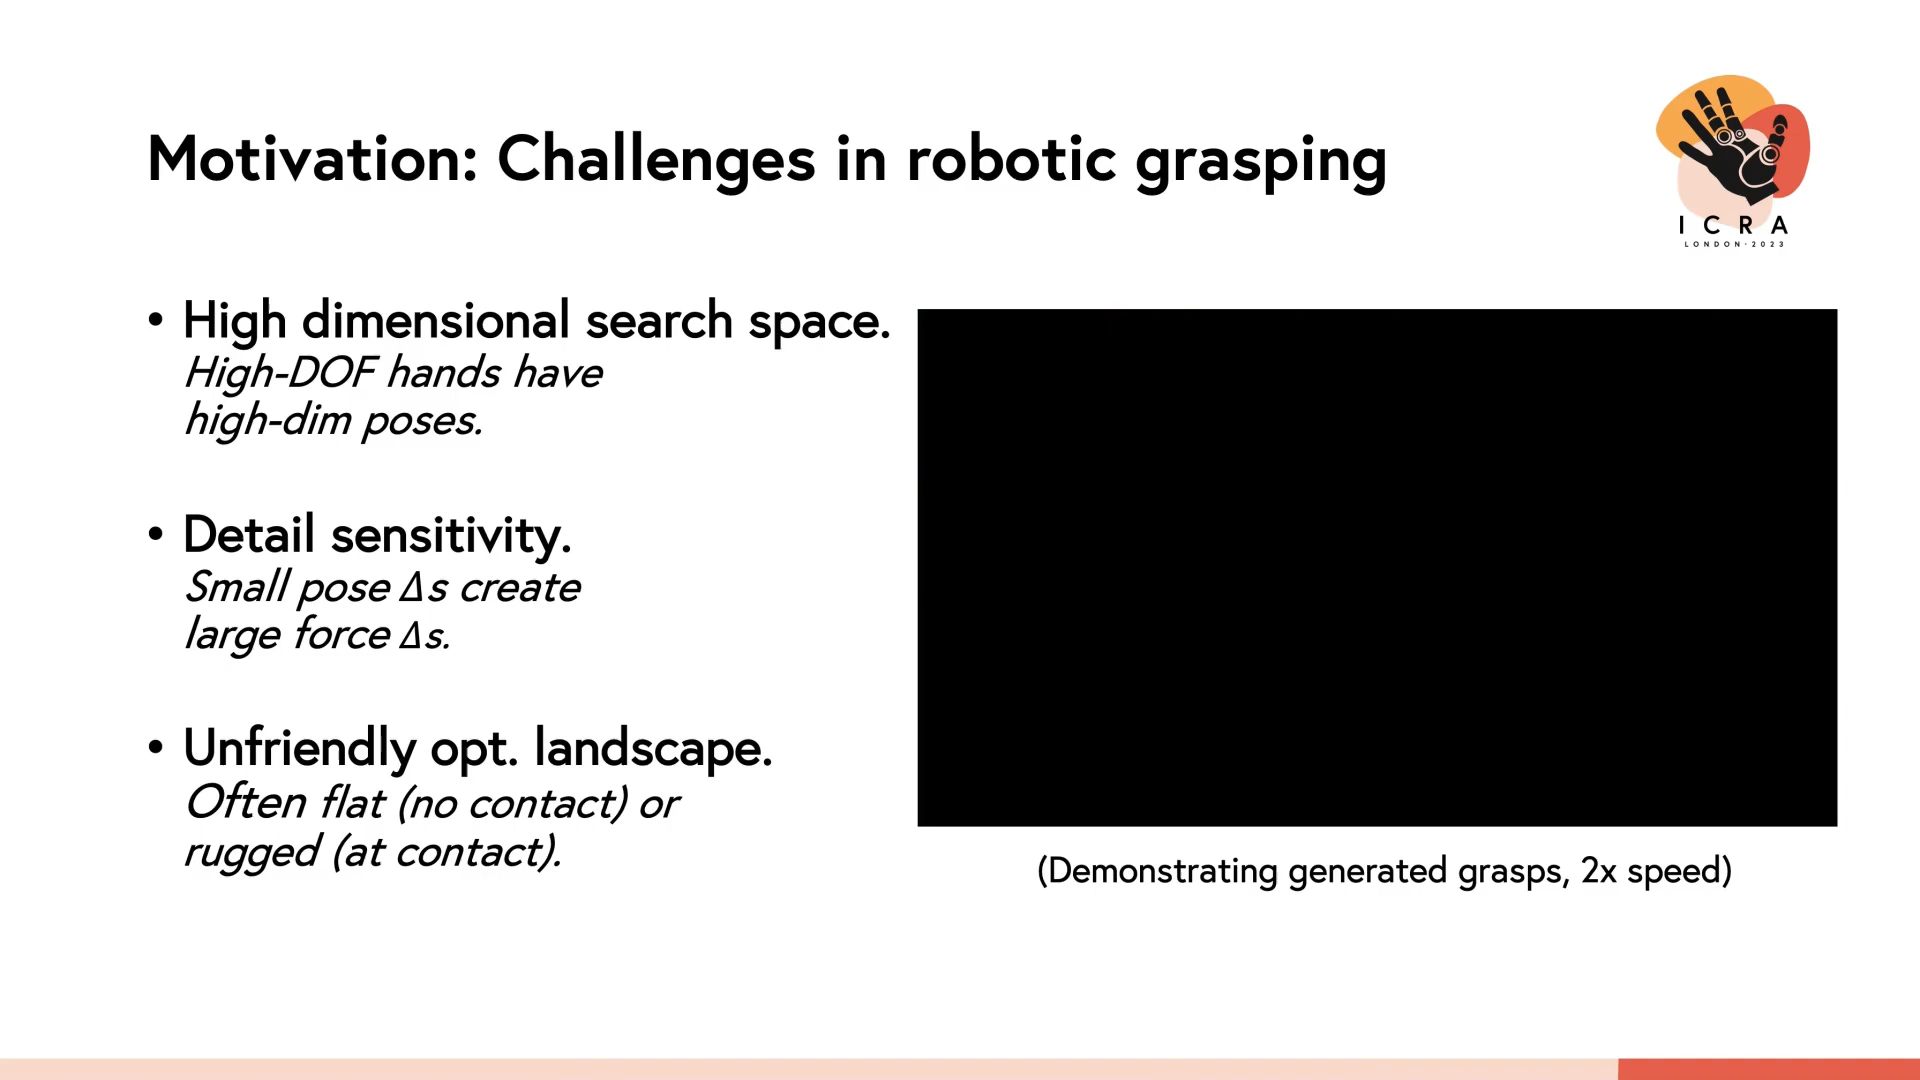 Motivation: Challenges in robotic grasping
I C R A
LONDON·2023
• High dimensional search space.
High-DOF hands have
high-dim poses.
• Detail sensitivity.
Small pose Δs create
large force Δs.
• Unfriendly opt. landscape.
Often flat (no contact) or
rugged (at contact).
(Demonstrating generated grasps, 2x speed)